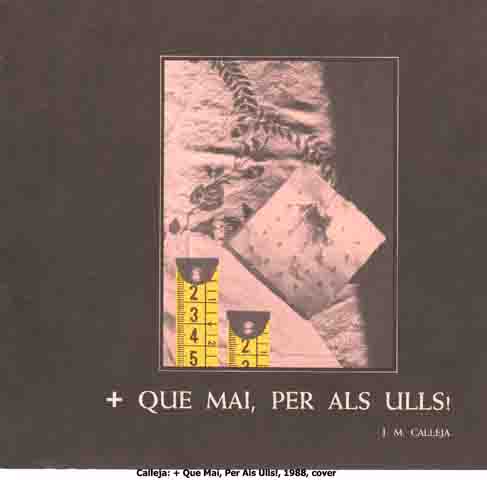 2
3
4
5
2
2
+ QUE MAI, PER ALS ULLS!
J. M. CALLEJA
Calleja: + Que Mai, Per Als Ulls!, 1988, cover